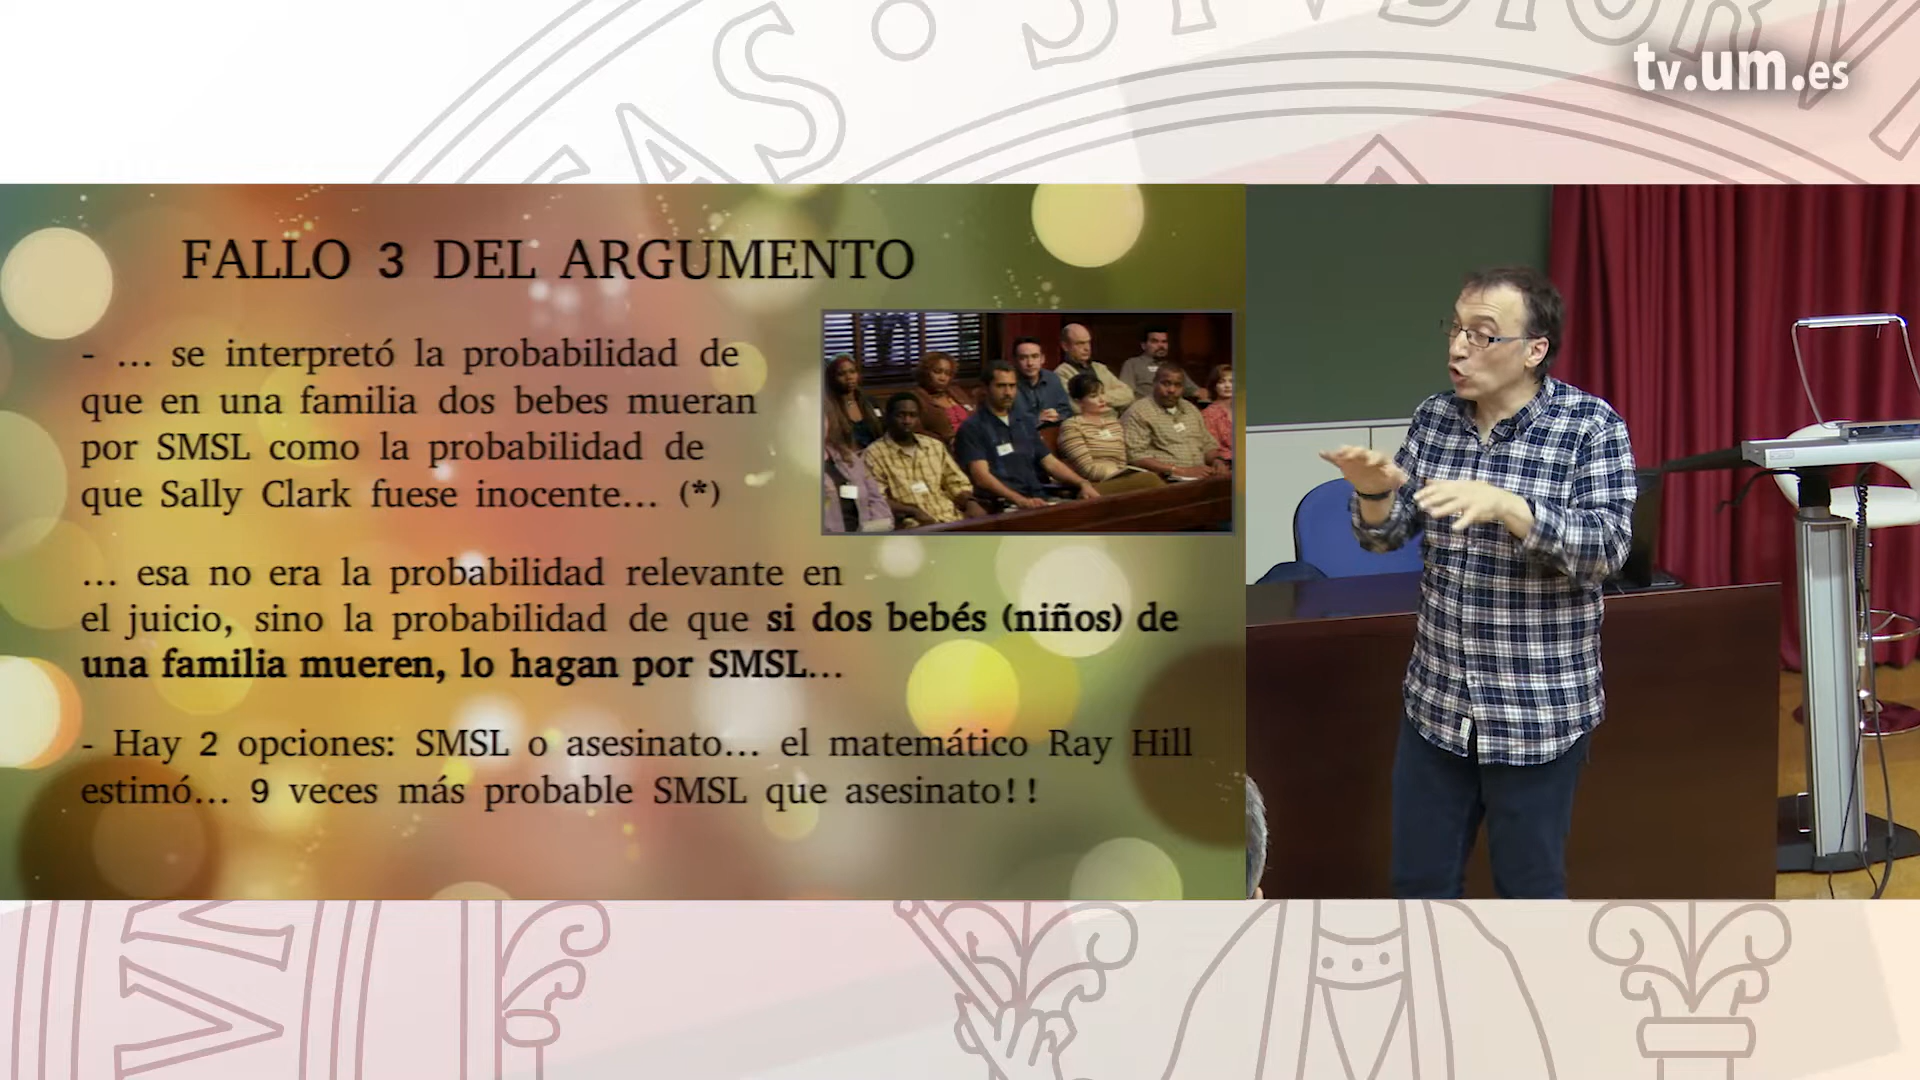 STVDIORV
AS
tv.um.es
FALLO 3 DEL ARGUMENTO
- ... se interpretó la probabilidad de
que en una familia dos bebes mueran
por SMSL como la probabilidad de
que Sally Clark fuese inocente... (*)
... esa no era la probabilidad relevante en
el juicio, sino la probabilidad de que si dos bebés (niños) de
una familia mueren, lo hagan por SMSL...
- Hay 2 opciones: SMSL o asesinato... el matemático Ray Hill
estimó... 9 veces más probable SMSL que asesinato!!